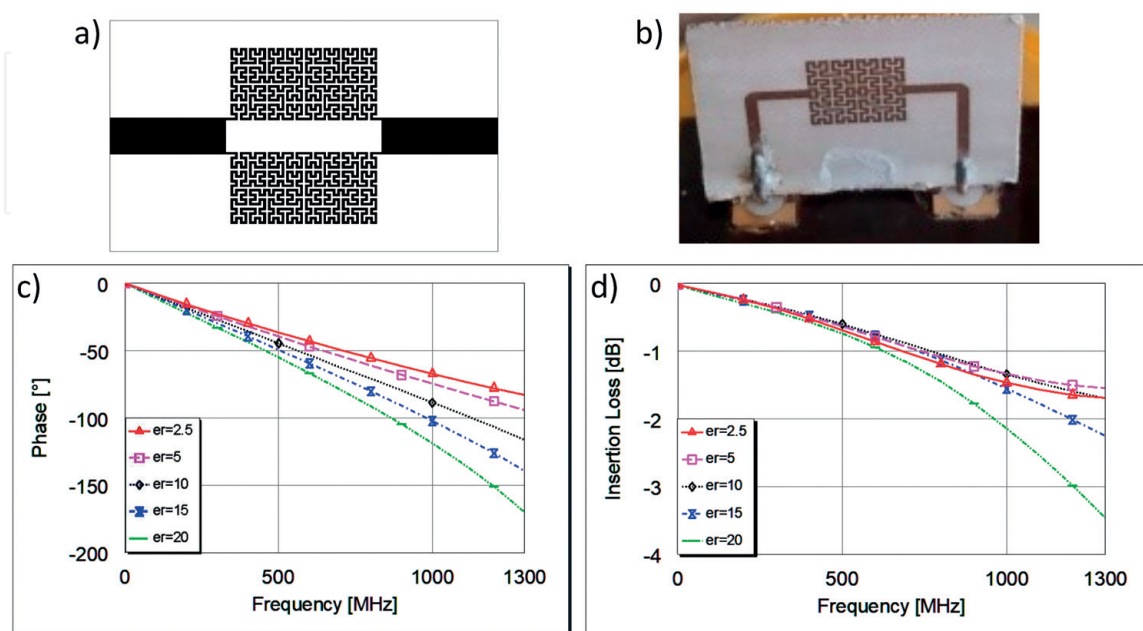 a)
b)
c)
0
-50
-100
-150
-200
Phase [°]
er=2.5
er=5
er=10
er=15
er=20
0
500
1000
1300
Frequency [MHz]
d)
0
-1
-2
-3
-4
Insertion Loss [dB]
er=2.5
er=5
er=10
er=15
er=20
0
500
1000
1300
Frequency [MHz]